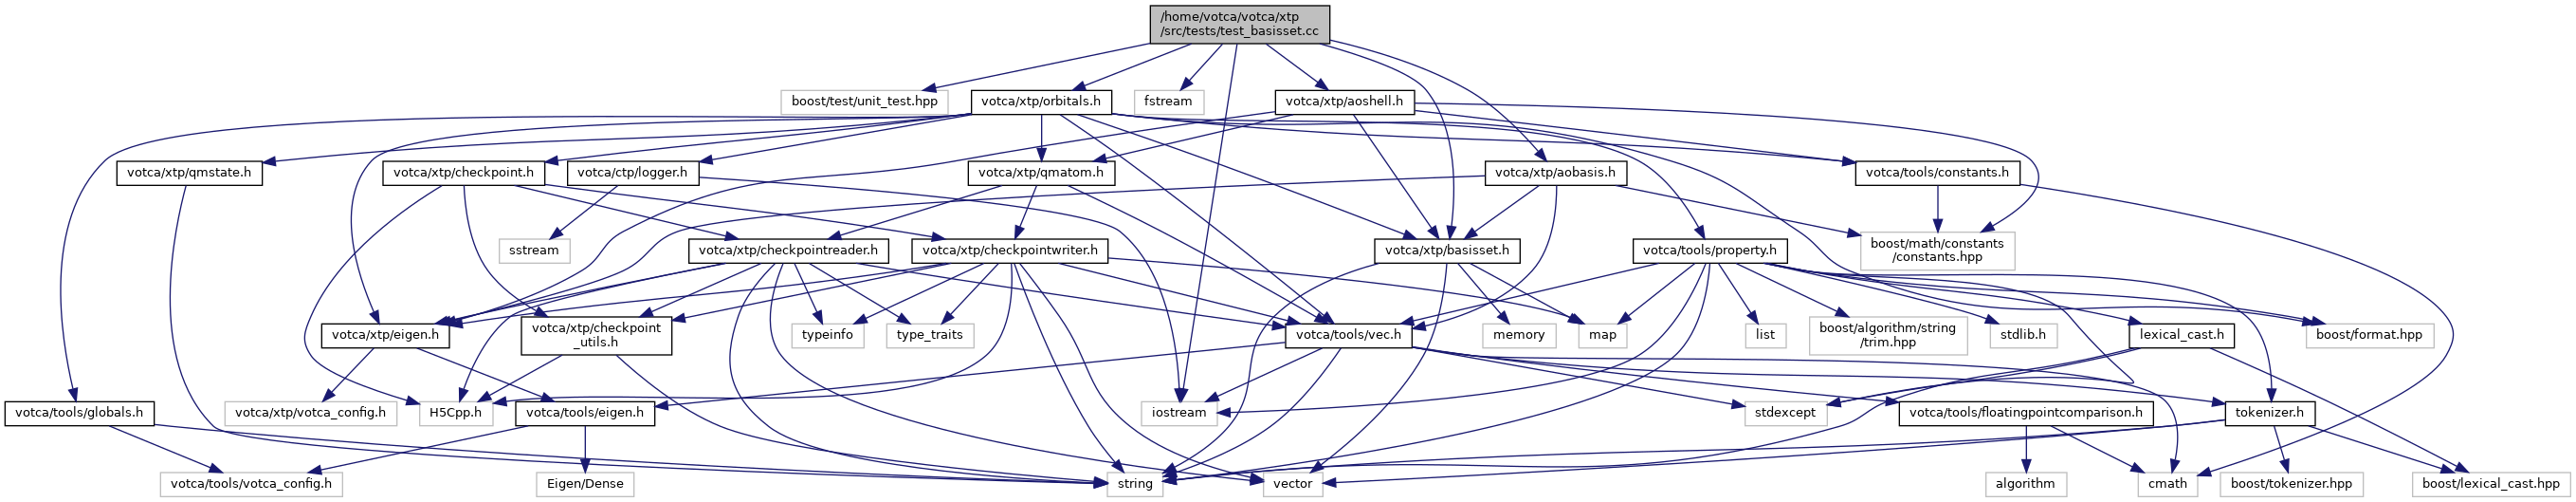 /home/votca/votca/xtp
/src/tests/test_basisset.cc
boost/test/unit_test.hpp
votca/xtp/orbitals.h
fstream
votca/xtp/aoshell.h
votca/xtp/qmstate.h
votca/xtp/checkpoint.h
votca/ctp/logger.h
votca/xtp/qmatom.h
votca/xtp/aobasis.h
votca/tools/constants.h
sstream
votca/xtp/checkpointreader.h
votca/xtp/checkpointwriter.h
votca/xtp/basisset.h
votca/tools/property.h
boost/math/constants
/constants.hpp
votca/xtp/eigen.h
votca/xtp/checkpoint
_utils.h
typeinfo
type_traits
votca/tools/vec.h
memory
map
list
boost/algorithm/string
/trim.hpp
stdlib.h
lexical_cast.h
boost/format.hpp
votca/tools/globals.h
votca/xtp/votca_config.h
H5Cpp.h
votca/tools/eigen.h
iostream
stdexcept
votca/tools/floatingpointcomparison.h
tokenizer.h
votca/tools/votca_config.h
Eigen/Dense
string
vector
algorithm
cmath
boost/tokenizer.hpp
boost/lexical_cast.hpp